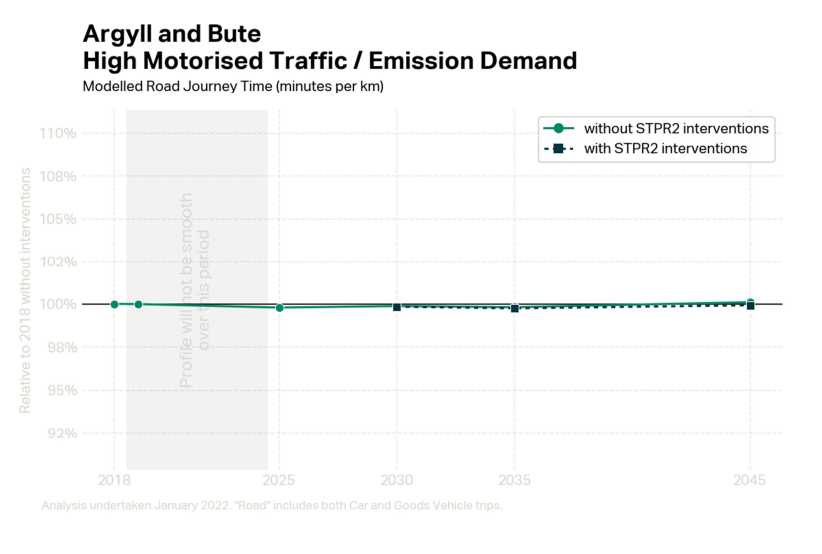 Argyll and Bute
High Motorised Traffic / Emission Demand
Modelled Road Journey Time (minutes per km)
without STPR2 interventions
with STPR2 interventions
Relative to 2018 without interventions
110%
108%
105%
102%
100%
98%
95%
92%
Profile will not be smooth
over this period
2018
2025
2030
2035
2045
Analysis undertaken January 2022. "Road" includes both Car and Goods Vehicle trips.